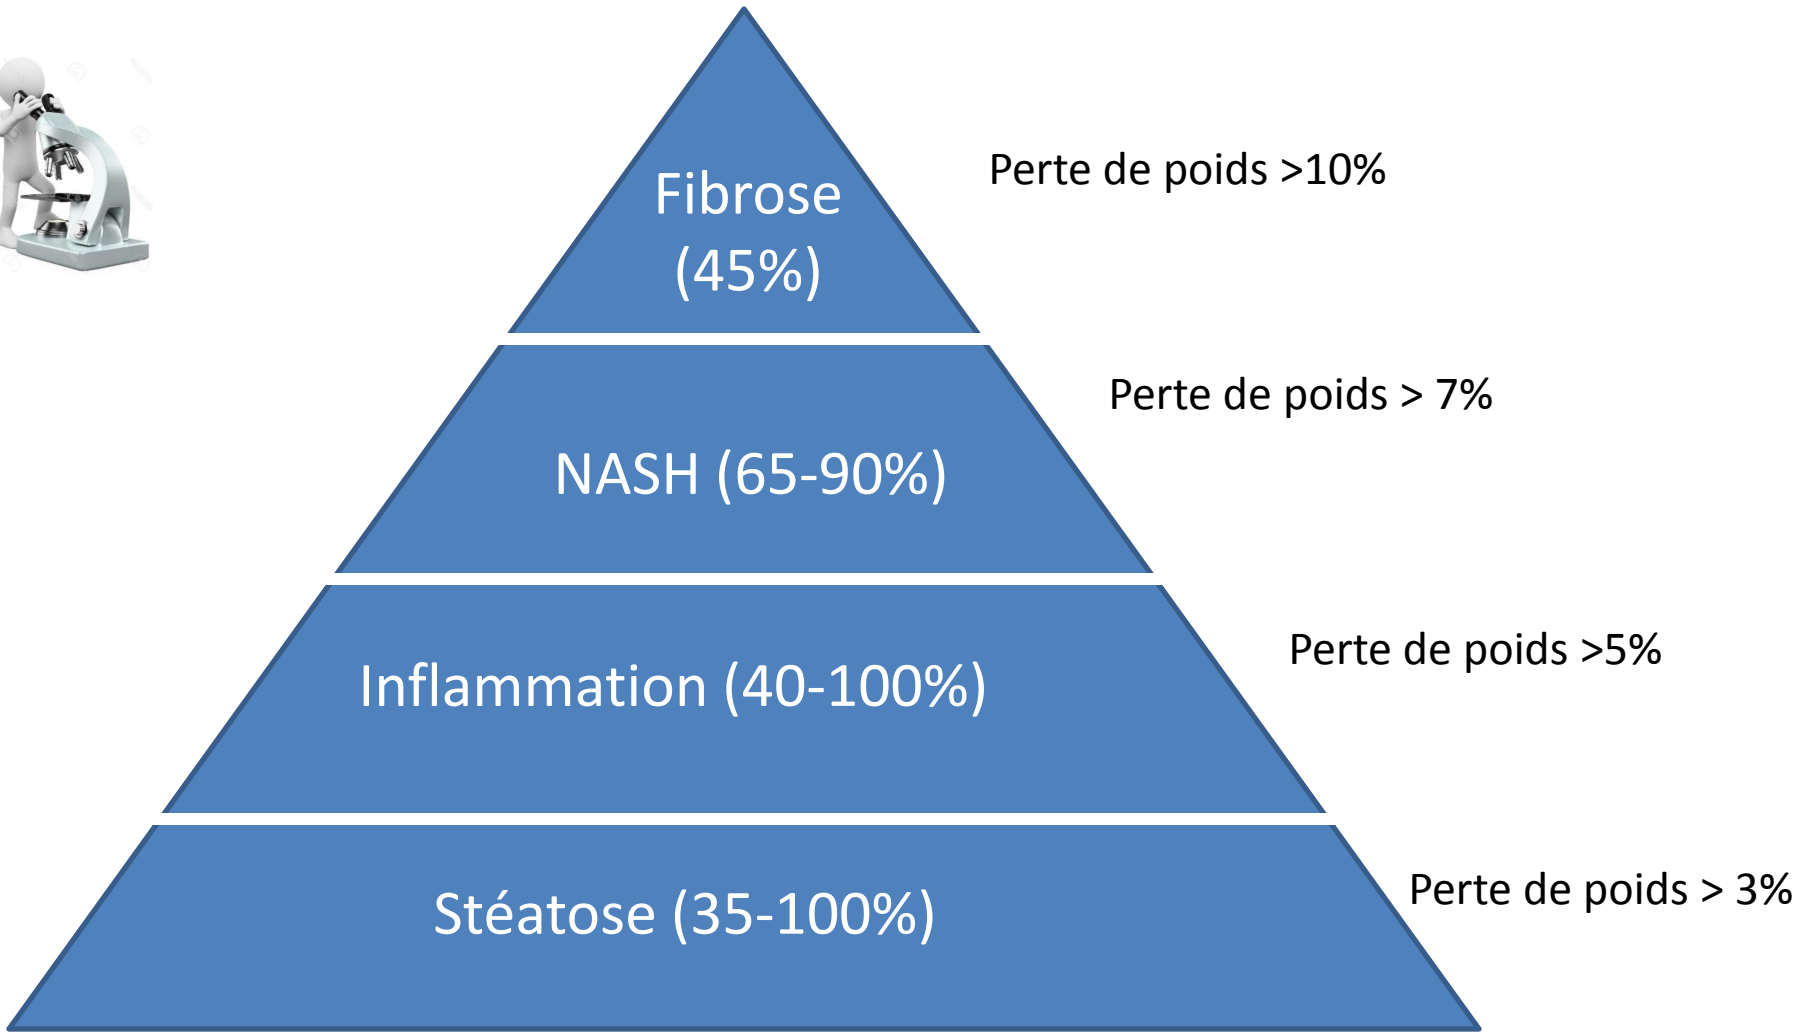 Fibrose
(45%)
Perte de poids >10%
Perte de poids > 7%
NASH (65-90%)
Perte de poids >5%
Inflammation (40-100%)
Perte de poids > 3%
Stéatose (35-100%)